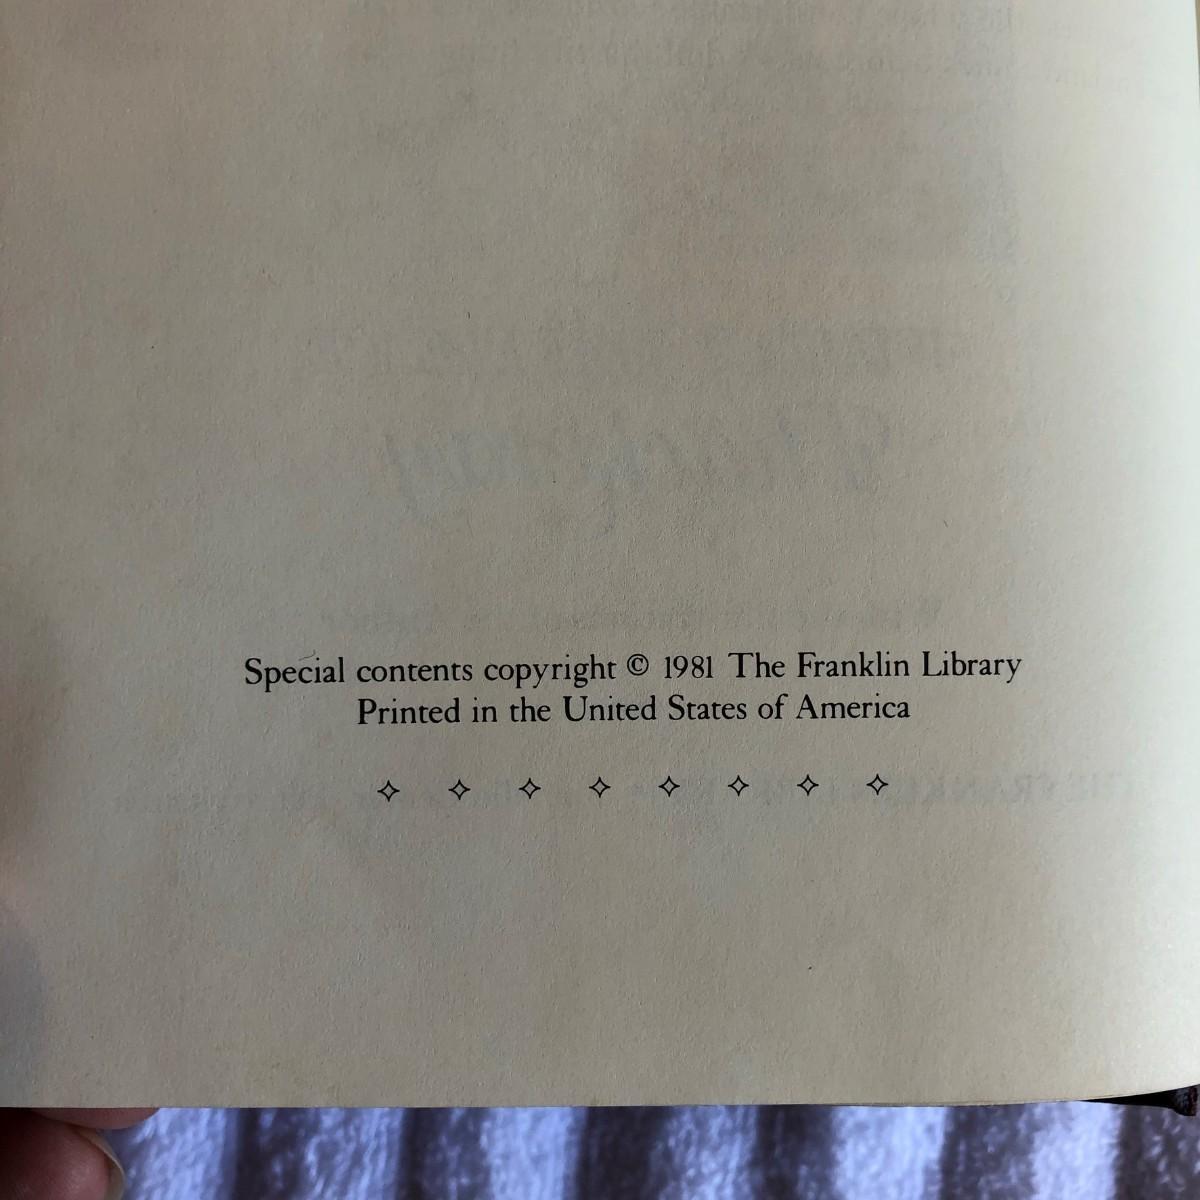 Special contents copyright © 1981 The Franklin Library
Printed in the United States of America